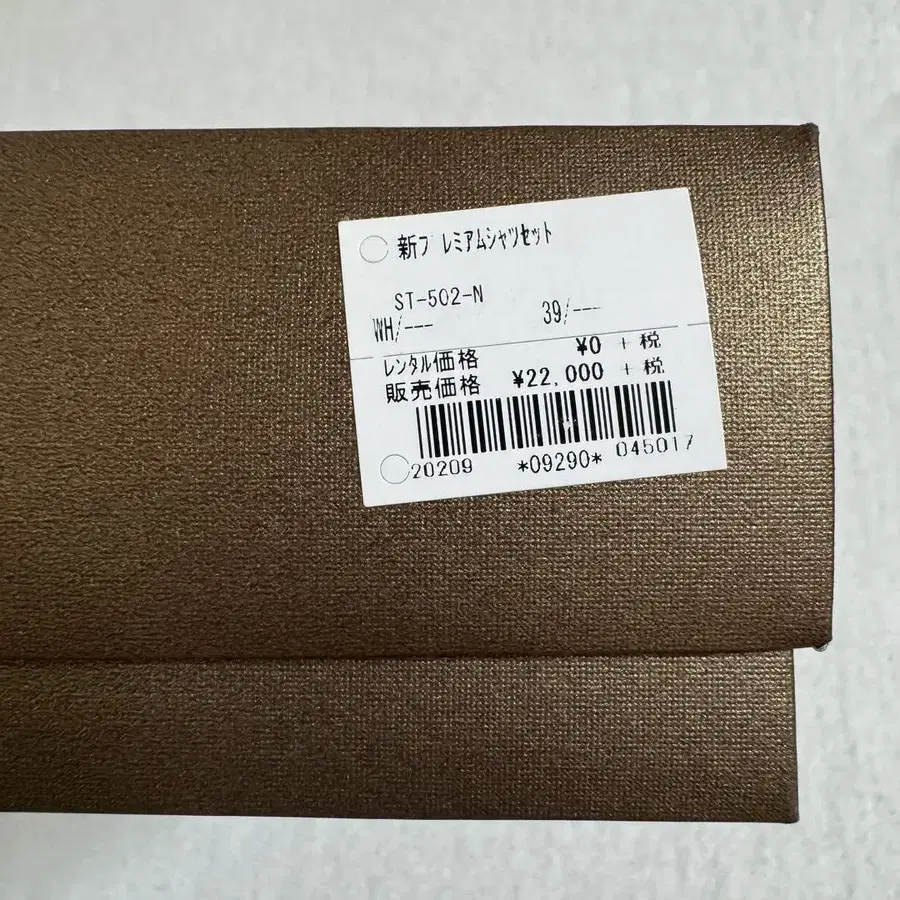 新プレミアムシャツセット
ST-502-N
WH/--- 39/---
レンタル価格 ¥0 +税
販売価格 ¥22,000 +税
20209 *09290* 045017